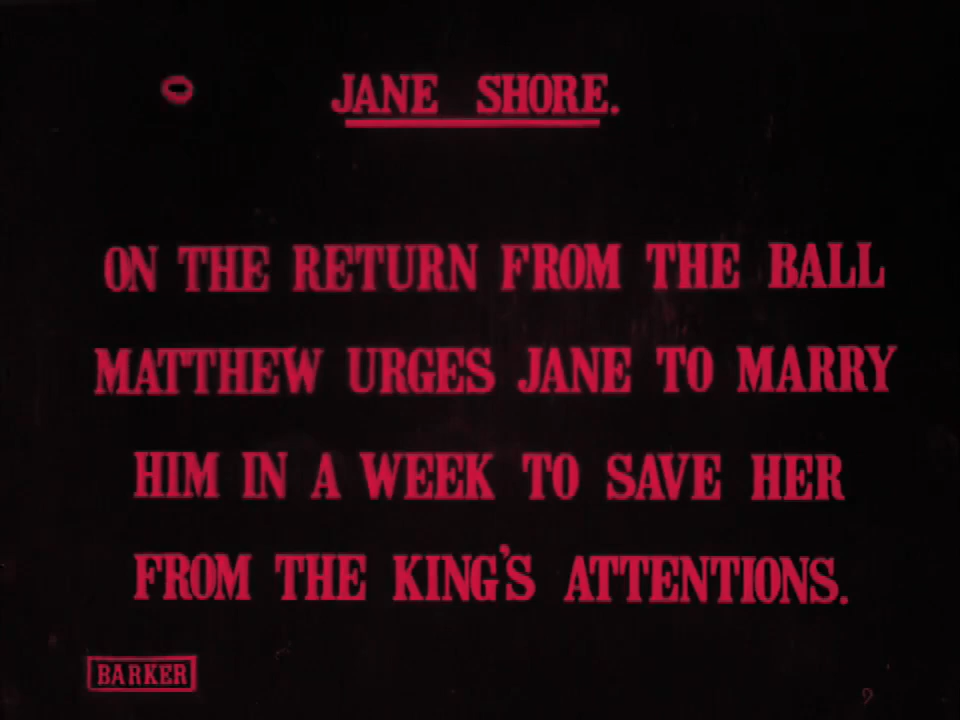 JANE SHORE.
ON THE RETURN FROM THE BALL
MATTHEW URGES JANE TO MARRY
HIM IN A WEEK TO SAVE HER
FROM THE KING'S ATTENTIONS.
BARKER
9